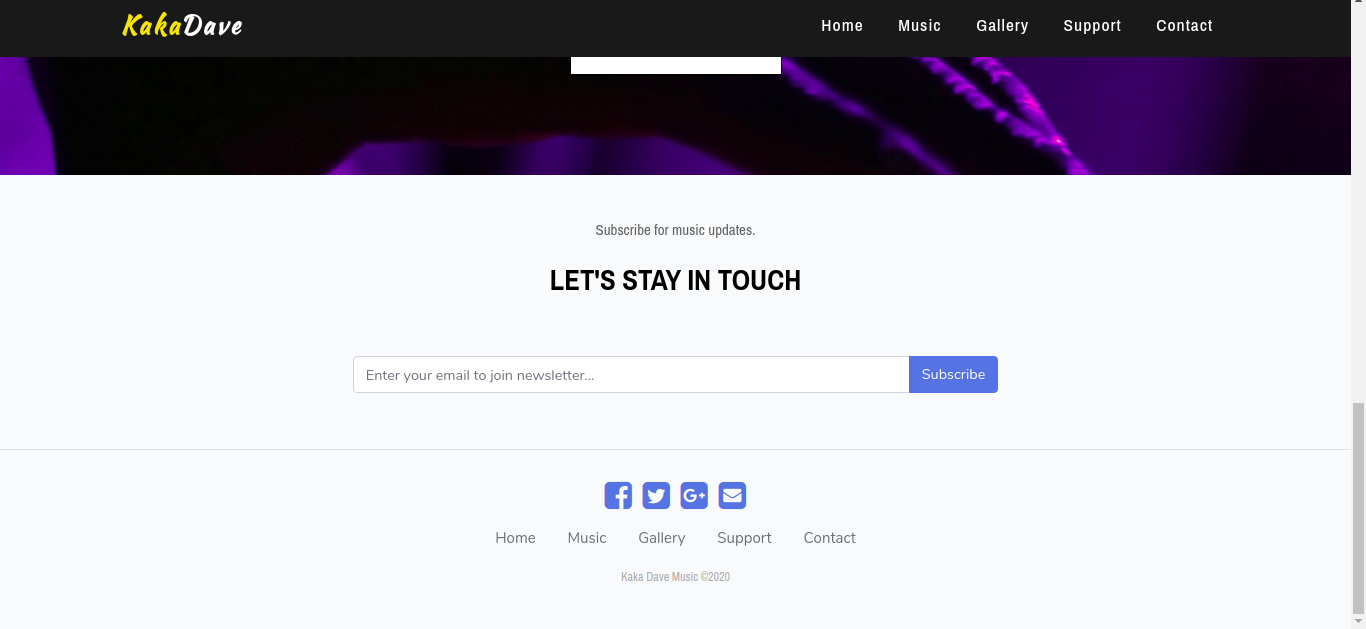 KakaDave Home Music Gallery Support Contact
Subscribe for music updates.
LET'S STAY IN TOUCH
Enter your email to join newsletter... Subscribe
Home Music Gallery Support Contact
Kaka Dave Music ©2020